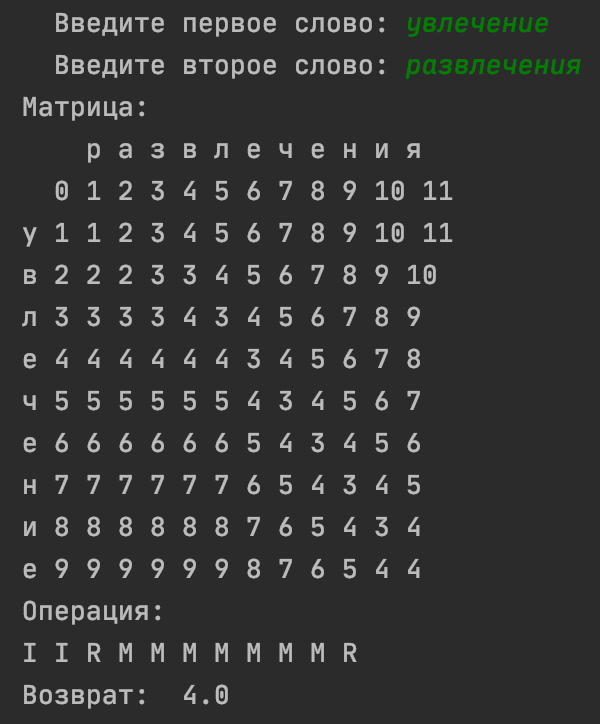 Введите первое слово: увлечение
Введите второе слово: развлечения
Матрица:
р а з в л е ч е н и я
0 1 2 3 4 5 6 7 8 9 10 11
у 1 1 2 3 4 5 6 7 8 9 10 11
в 2 2 2 3 3 4 5 6 7 8 9 10
л 3 3 3 3 4 3 4 5 6 7 8 9
е 4 4 4 4 4 4 3 4 5 6 7 8
ч 5 5 5 5 5 5 4 3 4 5 6 7
е 6 6 6 6 6 6 5 4 3 4 5 6
н 7 7 7 7 7 7 6 5 4 3 4 5
и 8 8 8 8 8 8 7 6 5 4 3 4
е 9 9 9 9 9 9 8 7 6 5 4 4
Операция:
I I R M M M M M M M R
Возврат: 4.0